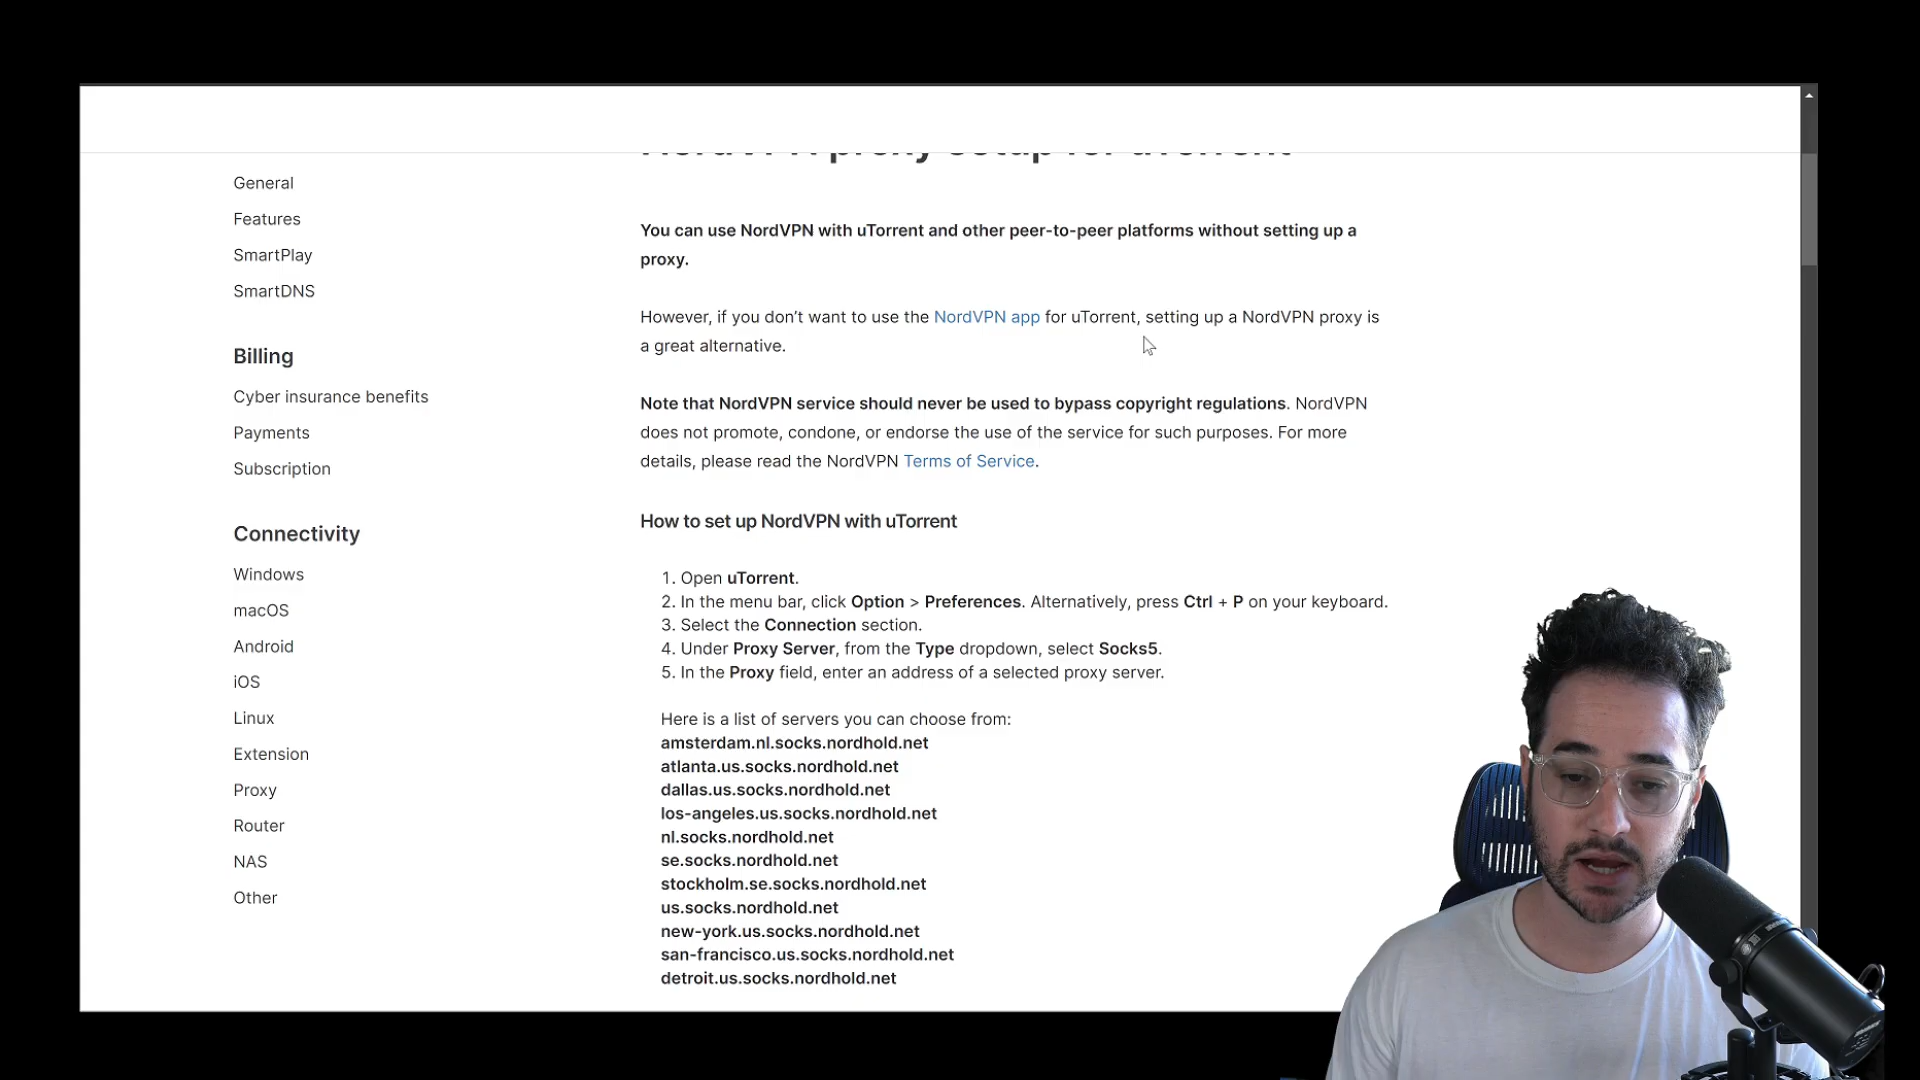 NordVPN proxy setup for uTorrent
General
Features
SmartPlay
SmartDNS
Billing
Cyber insurance benefits
Payments
Subscription
Connectivity
Windows
macOS
Android
iOS
Linux
Extension
Proxy
Router
NAS
Other
You can use NordVPN with uTorrent and other peer-to-peer platforms without setting up a
proxy.
However, if you don’t want to use the NordVPN app for uTorrent, setting up a NordVPN proxy is
a great alternative.
Note that NordVPN service should never be used to bypass copyright regulations. NordVPN
does not promote, condone, or endorse the use of the service for such purposes. For more
details, please read the NordVPN Terms of Service.
How to set up NordVPN with uTorrent
1. Open uTorrent.
2. In the menu bar, click Option > Preferences. Alternatively, press Ctrl + P on your keyboard.
3. Select the Connection section.
4. Under Proxy Server, from the Type dropdown, select Socks5.
5. In the Proxy field, enter an address of a selected proxy server.
Here is a list of servers you can choose from:
amsterdam.nl.socks.nordhold.net
atlanta.us.socks.nordhold.net
dallas.us.socks.nordhold.net
los-angeles.us.socks.nordhold.net
nl.socks.nordhold.net
se.socks.nordhold.net
stockholm.se.socks.nordhold.net
us.socks.nordhold.net
new-york.us.socks.nordhold.net
san-francisco.us.socks.nordhold.net
detroit.us.socks.nordhold.net